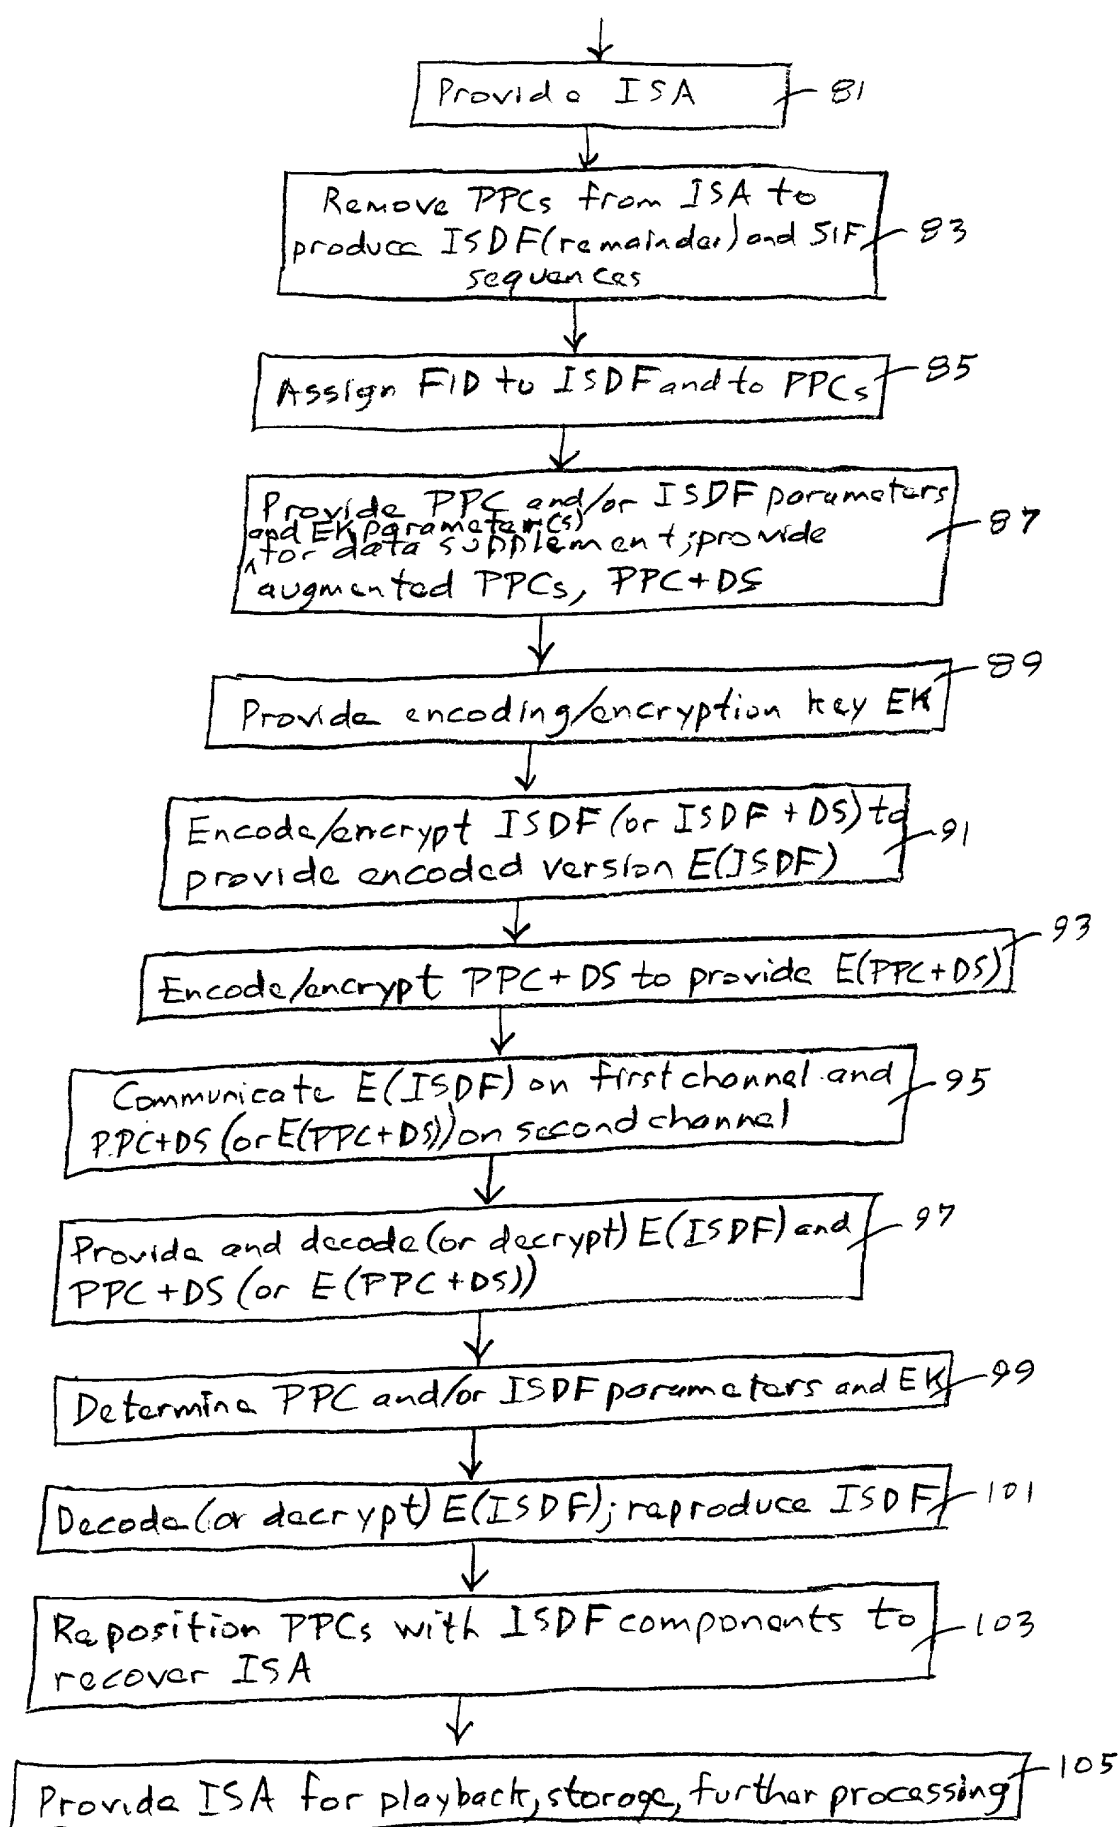 Provide ISA 81
Remove PPCs from ISA to
produce ISDF(remainder) and SIF 83
sequences
Assign FID to ISDF and to PPCs 85
Provide PPC and/or ISDF parameters
and EK parameter(s)
^for data supplement; provide 87
augmented PPCs, PPC+DS
Provide encoding/encryption key EK 89
Encode/encrypt ISDF (or ISDF + DS) to
provide encoded version E(ISDF) 91
Encode/encrypt PPC+DS to provide E(PPC+DS) 93
Communicate E(ISDF) on first channel and 95
PPC+DS (or E(PPC+DS)) on second channel
Provide and decode (or decrypt) E(ISDF) and 97
PPC+DS (or E(PPC+DS))
Determine PPC and/or ISDF parameters and EK 99
Decode (or decrypt) E(ISDF); reproduce ISDF 101
Reposition PPCs with ISDF components to 103
recover ISA
Provide ISA for playback, storage, further processing 105